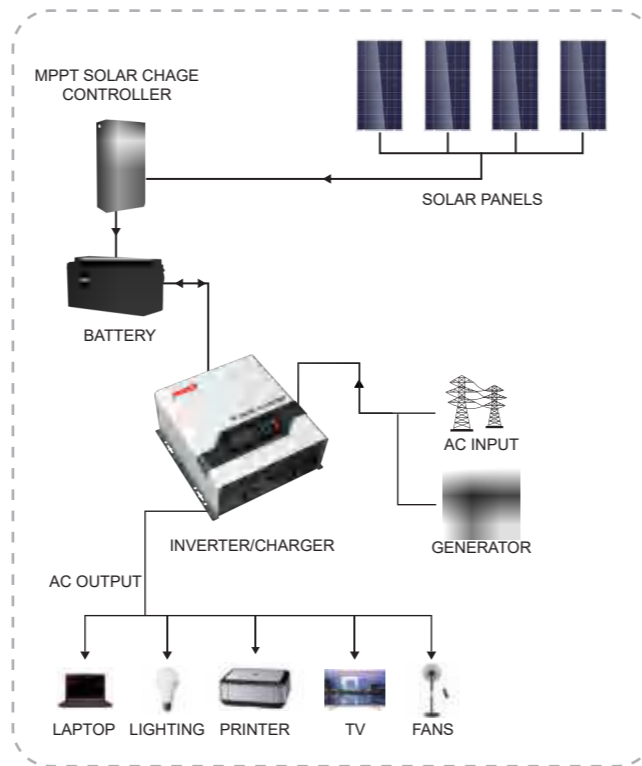 MPPT SOLAR CHAGE
CONTROLLER
SOLAR PANELS
BATTERY
AC INPUT
INVERTER/CHARGER
GENERATOR
AC OUTPUT
LAPTOP
LIGHTING
PRINTER
TV
FANS